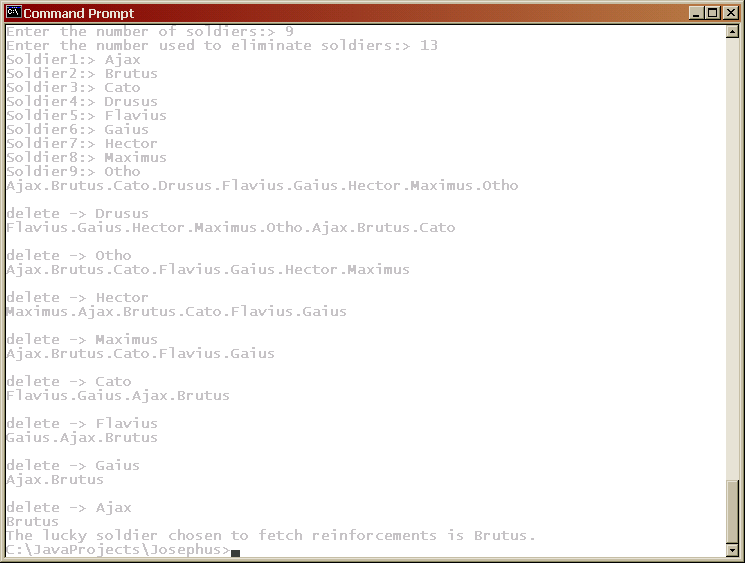 Command Prompt
Enter the number of soldiers:> 9
Enter the number used to eliminate soldiers:> 13
Soldier1:> Ajax
Soldier2:> Brutus
Soldier3:> Cato
Soldier4:> Drusus
Soldier5:> Flavius
Soldier6:> Gaius
Soldier7:> Hector
Soldier8:> Maximus
Soldier9:> Otho
Ajax.Brutus.Cato.Drusus.Flavius.Gaius.Hector.Maximus.Otho
delete -> Drusus
Flavius.Gaius.Hector.Maximus.Otho.Ajax.Brutus.Cato
delete -> Otho
Ajax.Brutus.Cato.Flavius.Gaius.Hector.Maximus
delete -> Hector
Maximus.Ajax.Brutus.Cato.Flavius.Gaius
delete -> Maximus
Ajax.Brutus.Cato.Flavius.Gaius
delete -> Cato
Flavius.Gaius.Ajax.Brutus
delete -> Flavius
Gaius.Ajax.Brutus
delete -> Gaius
Ajax.Brutus
delete -> Ajax
Brutus
The lucky soldier chosen to fetch reinforcements is Brutus.
C:\JavaProjects\Josephus>